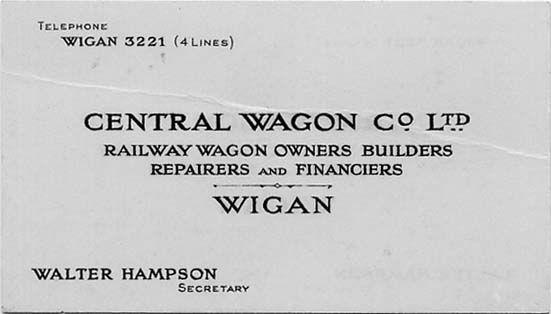 TELEPHONE
WIGAN 3221 (4 LINES)
CENTRAL WAGON CO LTD
RAILWAY WAGON OWNERS BUILDERS
REPAIRERS AND FINANCIERS
WIGAN
WALTER HAMPSON
SECRETARY